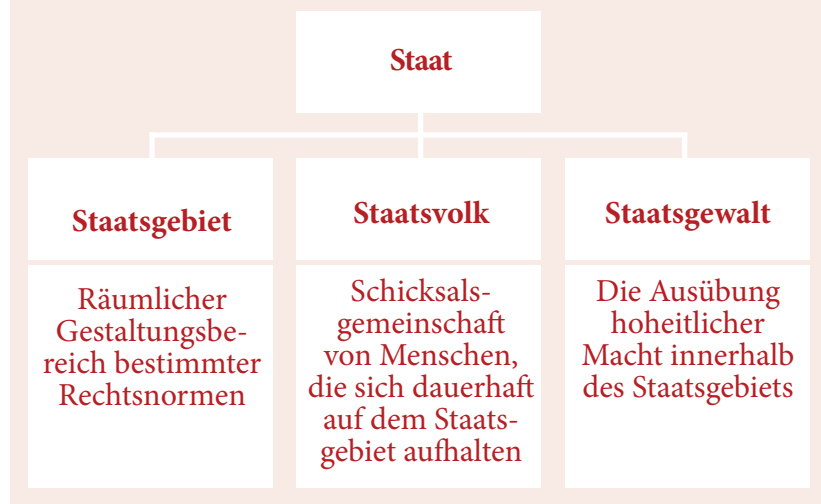 Staat
Staatsgebiet
Räumlicher
Gestaltungsbe-
reich bestimmter
Rechtsnormen
Staatsvolk
Schicksals-
gemeinschaft
von Menschen,
die sich dauerhaft
auf dem Staats-
gebiet aufhalten
Staatsgewalt
Die Ausübung
hoheitlicher
Macht innerhalb
des Staatsgebiets